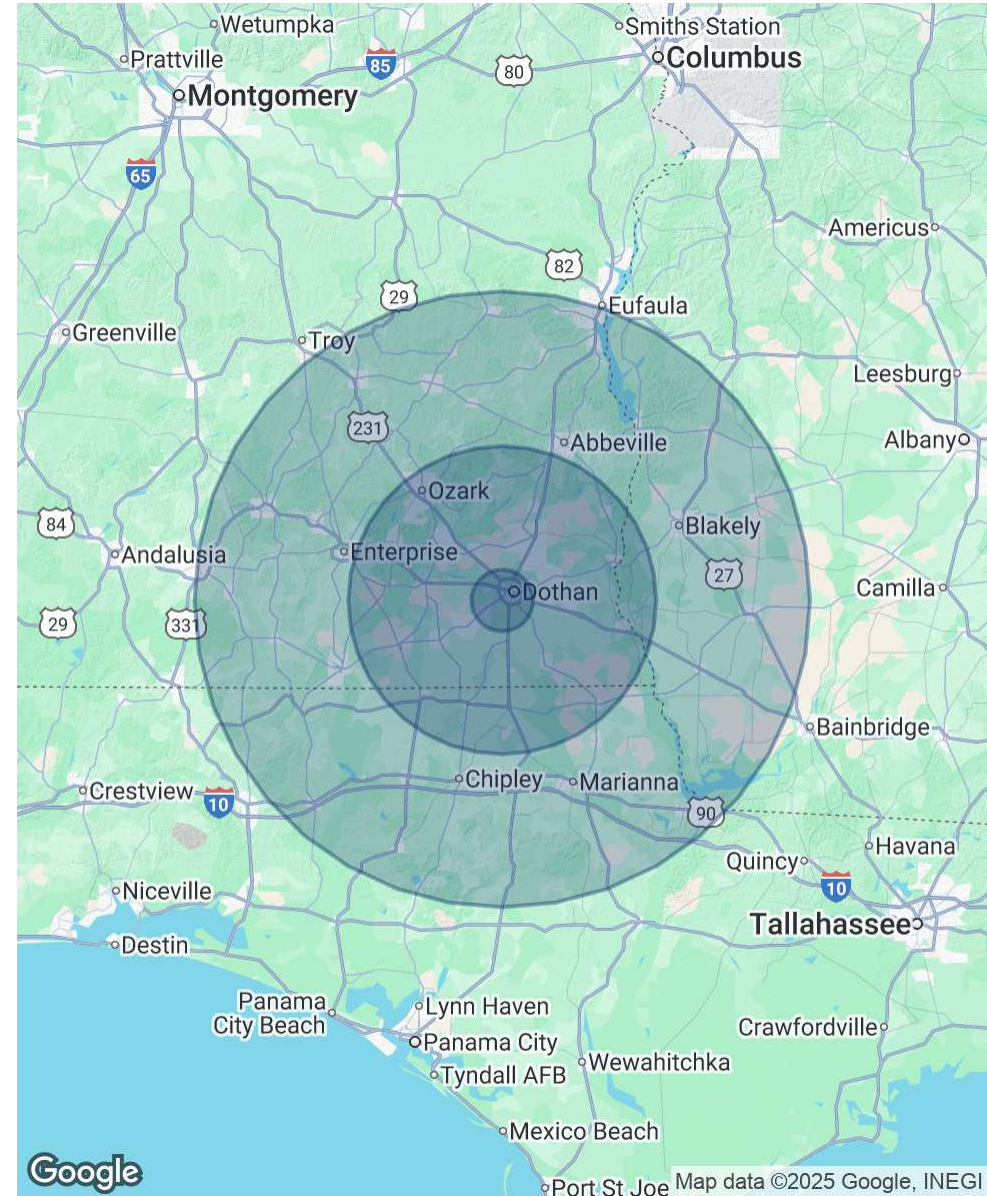 Wetumpka
Smiths Station
Prattville
85
80
Columbus
Montgomery
65
Americus
82
29
Eufaula
Greenville
Troy
Leesburg
231
Abbeville
Albany
Ozark
84
Blakely
Andalusia
Enterprise
27
Dothan
Camilla
29
331
Bainbridge
Chipley
Marianna
Crestview
10
90
Quincy
Havana
10
Niceville
Tallahassee
Destin
Panama
City Beach
Lynn Haven
Crawfordville
Panama City
Wewahitchka
Tyndall AFB
Mexico Beach
Google
Port St Joe
Map data ©2025 Google, INEGI